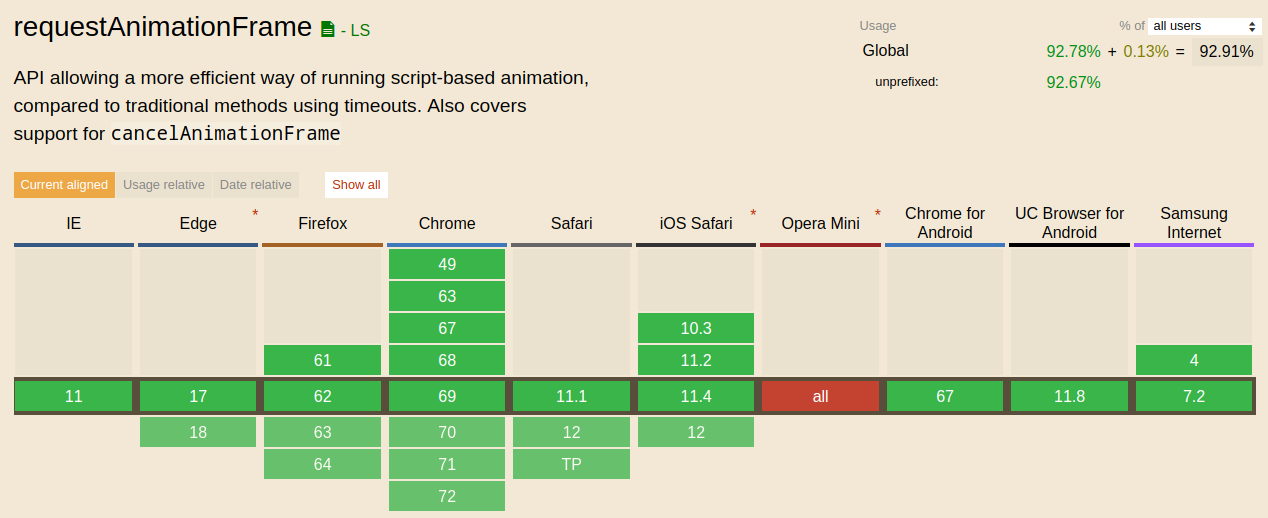 requestAnimationFrame - LS
Usage % of all users
Global 92.78% + 0.13% = 92.91%
unprefixed: 92.67%
API allowing a more efficient way of running script-based animation,
compared to traditional methods using timeouts. Also covers
support for cancelAnimationFrame
Current aligned Usage relative Date relative Show all
IE Edge * Firefox Chrome Safari iOS Safari * Opera Mini * Chrome for Android UC Browser for Android Samsung Internet
49
63
67 10.3
61 68 11.2 4
11 17 62 69 11.1 11.4 all 67 11.8 7.2
18 63 70 12 12
64 71 TP
72